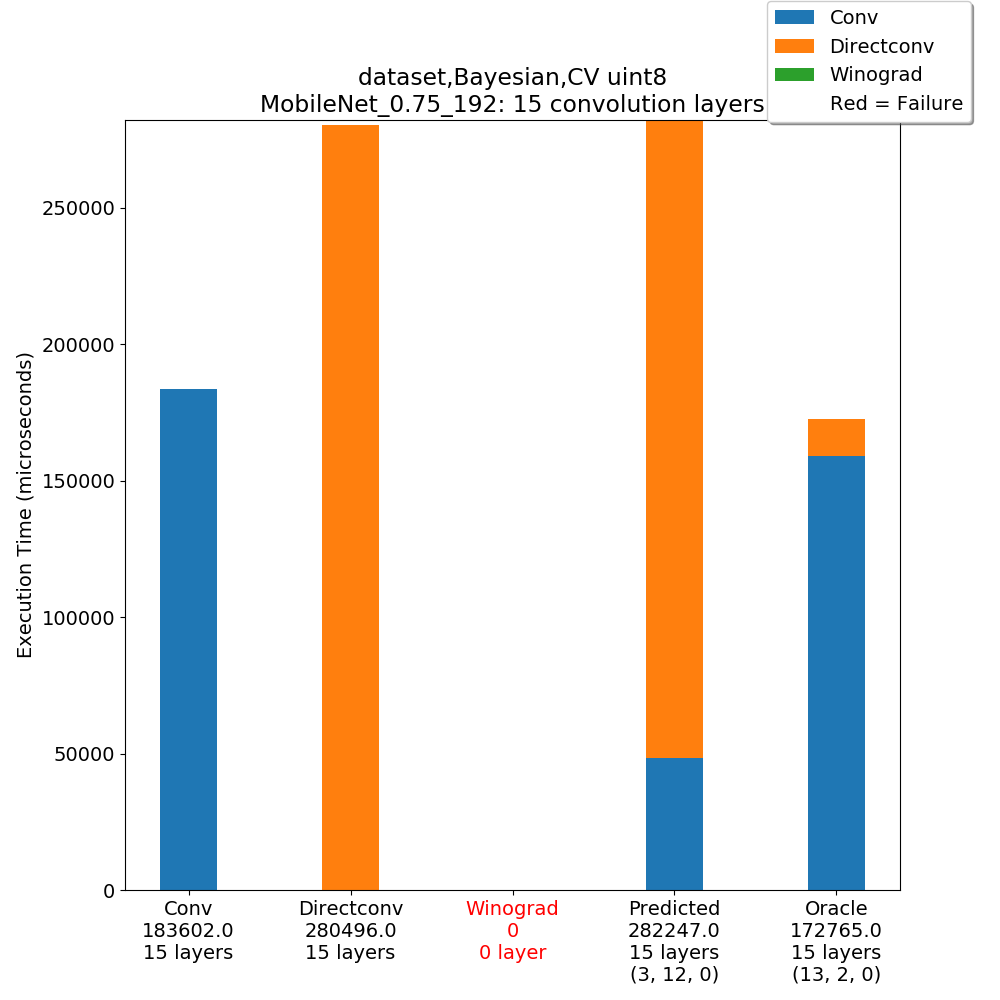 Conv
Directconv
Winograd
Red = Failure
dataset,Bayesian,CV uint8
MobileNet_0.75_192: 15 convolution layers
Execution Time (microseconds)
250000
200000
150000
100000
50000
0
Conv
183602.0
15 layers
Directconv
280496.0
15 layers
Winograd
0
0 layer
Predicted
282247.0
15 layers
(3, 12, 0)
Oracle
172765.0
15 layers
(13, 2, 0)